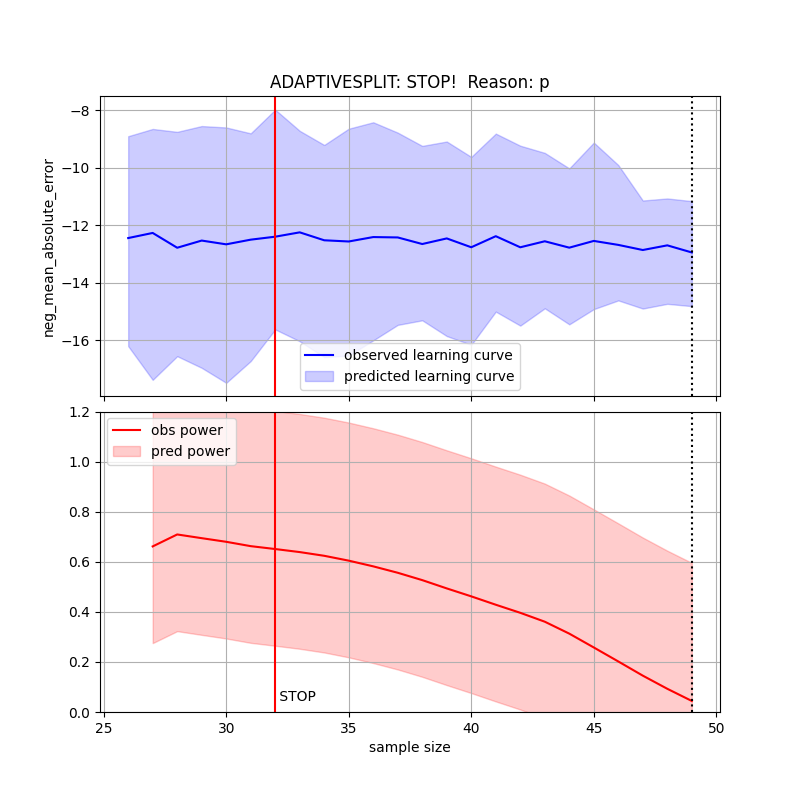 ADAPTIVESPLIT: STOP!  Reason: p
−8
−10
−12
−14
−16
neg_mean_absolute_error
observed learning curve
predicted learning curve
1.2
1.0
0.8
0.6
0.4
0.2
0.0
obs power
pred power
STOP
25 30 35 40 45 50
sample size